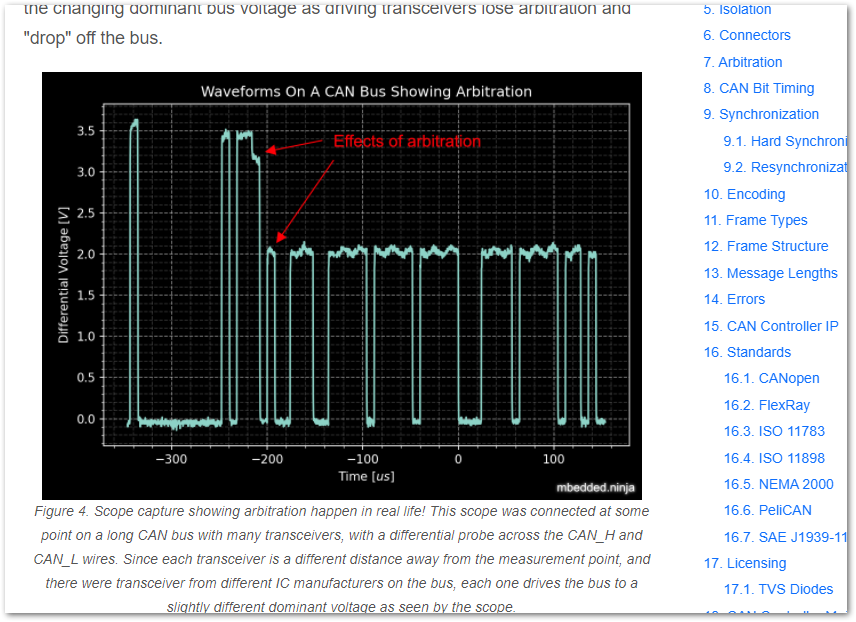 the changing dominant bus voltage as driving transceivers lose arbitration and
"drop" off the bus.
Waveforms On A CAN Bus Showing Arbitration
Effects of arbitration
Differential Voltage [V]
3.5
3.0
2.5
2.0
1.5
1.0
0.5
0.0
−300
−200
−100
0
100
Time [us]
mbedded.ninja
Figure 4. Scope capture showing arbitration happen in real life! This scope was connected at some
point on a long CAN bus with many transceivers, with a differential probe across the CAN_H and
CAN_L wires. Since each transceiver is a different distance away from the measurement point, and
there were transceiver from different IC manufacturers on the bus, each one drives the bus to a
slightly different dominant voltage as seen by the scope.
5. Isolation
6. Connectors
7. Arbitration
8. CAN Bit Timing
9. Synchronization
9.1. Hard Synchroni
9.2. Resynchronizat
10. Encoding
11. Frame Types
12. Frame Structure
13. Message Lengths
14. Errors
15. CAN Controller IP
16. Standards
16.1. CANopen
16.2. FlexRay
16.3. ISO 11783
16.4. ISO 11898
16.5. NEMA 2000
16.6. PeliCAN
16.7. SAE J1939-11
17. Licensing
17.1. TVS Diodes